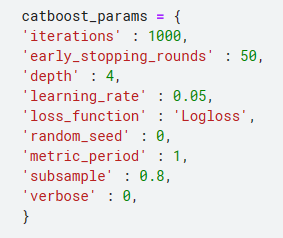 catboost_params = {
'iterations' : 1000,
'early_stopping_rounds' : 50,
'depth' : 4,
'learning_rate' : 0.05,
'loss_function' : 'Logloss',
'random_seed' : 0,
'metric_period' : 1,
'subsample' : 0.8,
'verbose' : 0,
}